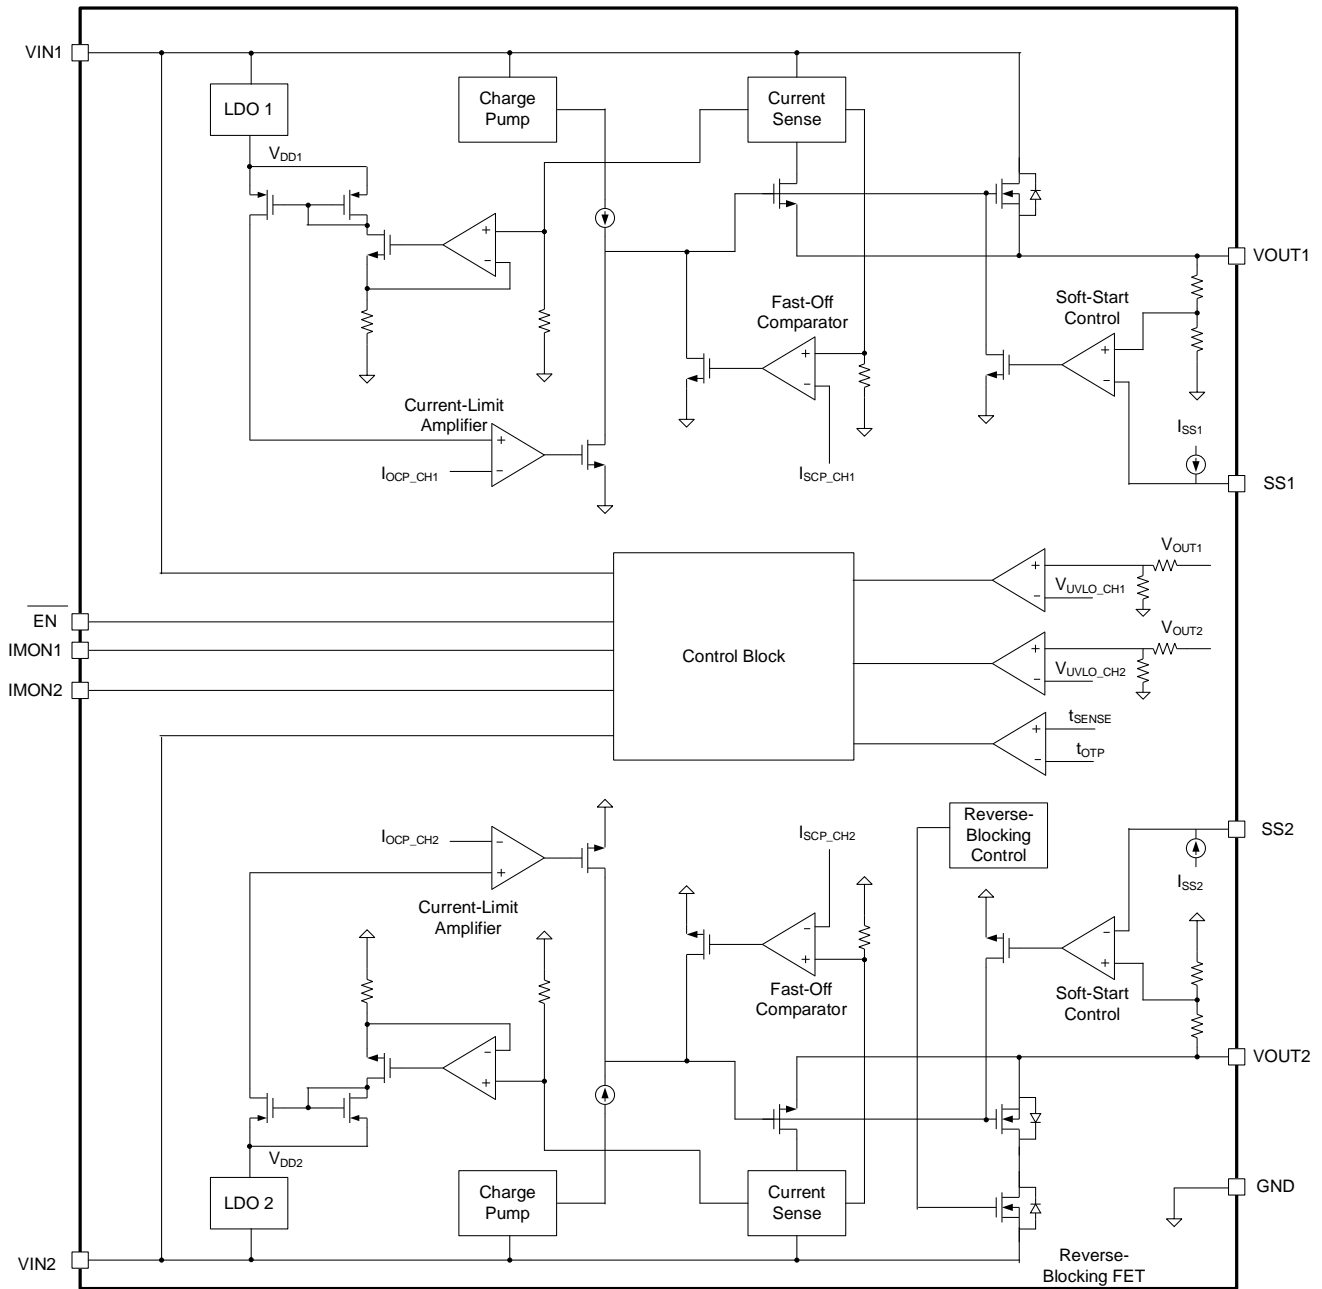 VIN1
LDO 1
Charge
Pump
Current
Sense
VDD1
VOUT1
Fast-Off
Comparator
Soft-Start
Control
+
−
+
−
+
−
Current-Limit
Amplifier
+
−
IOCP_CH1
ISCP_CH1
ISS1
SS1
EN
IMON1
IMON2
Control Block
VOUT1
+
−
VUVLO_CH1
VOUT2
+
−
VUVLO_CH2
tSENSE
+
−
tOTP
IOCP_CH2
−
+
Current-Limit
Amplifier
ISCP_CH2
−
+
Fast-Off
Comparator
Reverse-
Blocking
Control
SS2
ISS2
−
+
Soft-Start
Control
−
+
VOUT2
VDD2
LDO 2
Charge
Pump
Current
Sense
GND
VIN2
Reverse-
Blocking FET